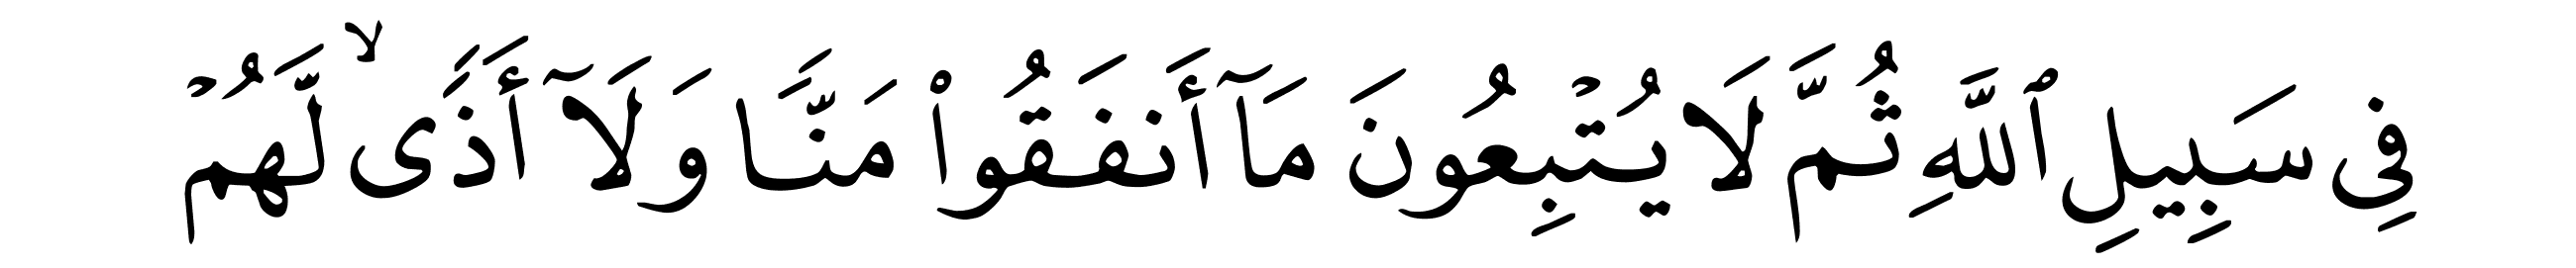 فِى سَبِيلِ ٱللَّهِ ثُمَّ لَا يُتۡبِعُونَ مَآ أَنفَقُواْ مَنّٗا وَلَآ أَذٗى ۙ لَّهُمۡ